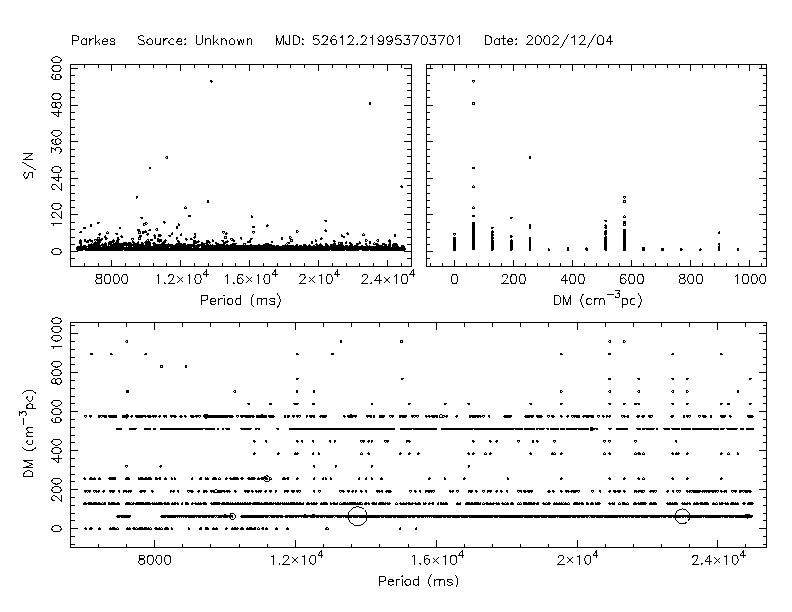 Parkes Source: Unknown MJD: 52612.219953703701 Date: 2002/12/04
S/N
600
480
360
240
120
0
8000 1.2×10⁴ 1.6×10⁴ 2×10⁴ 2.4×10⁴
Period (ms)
0 200 400 600 800 1000
DM (cm⁻³pc)
DM (cm⁻³pc)
1000
800
600
400
200
0
8000 1.2×10⁴ 1.6×10⁴ 2×10⁴ 2.4×10⁴
Period (ms)